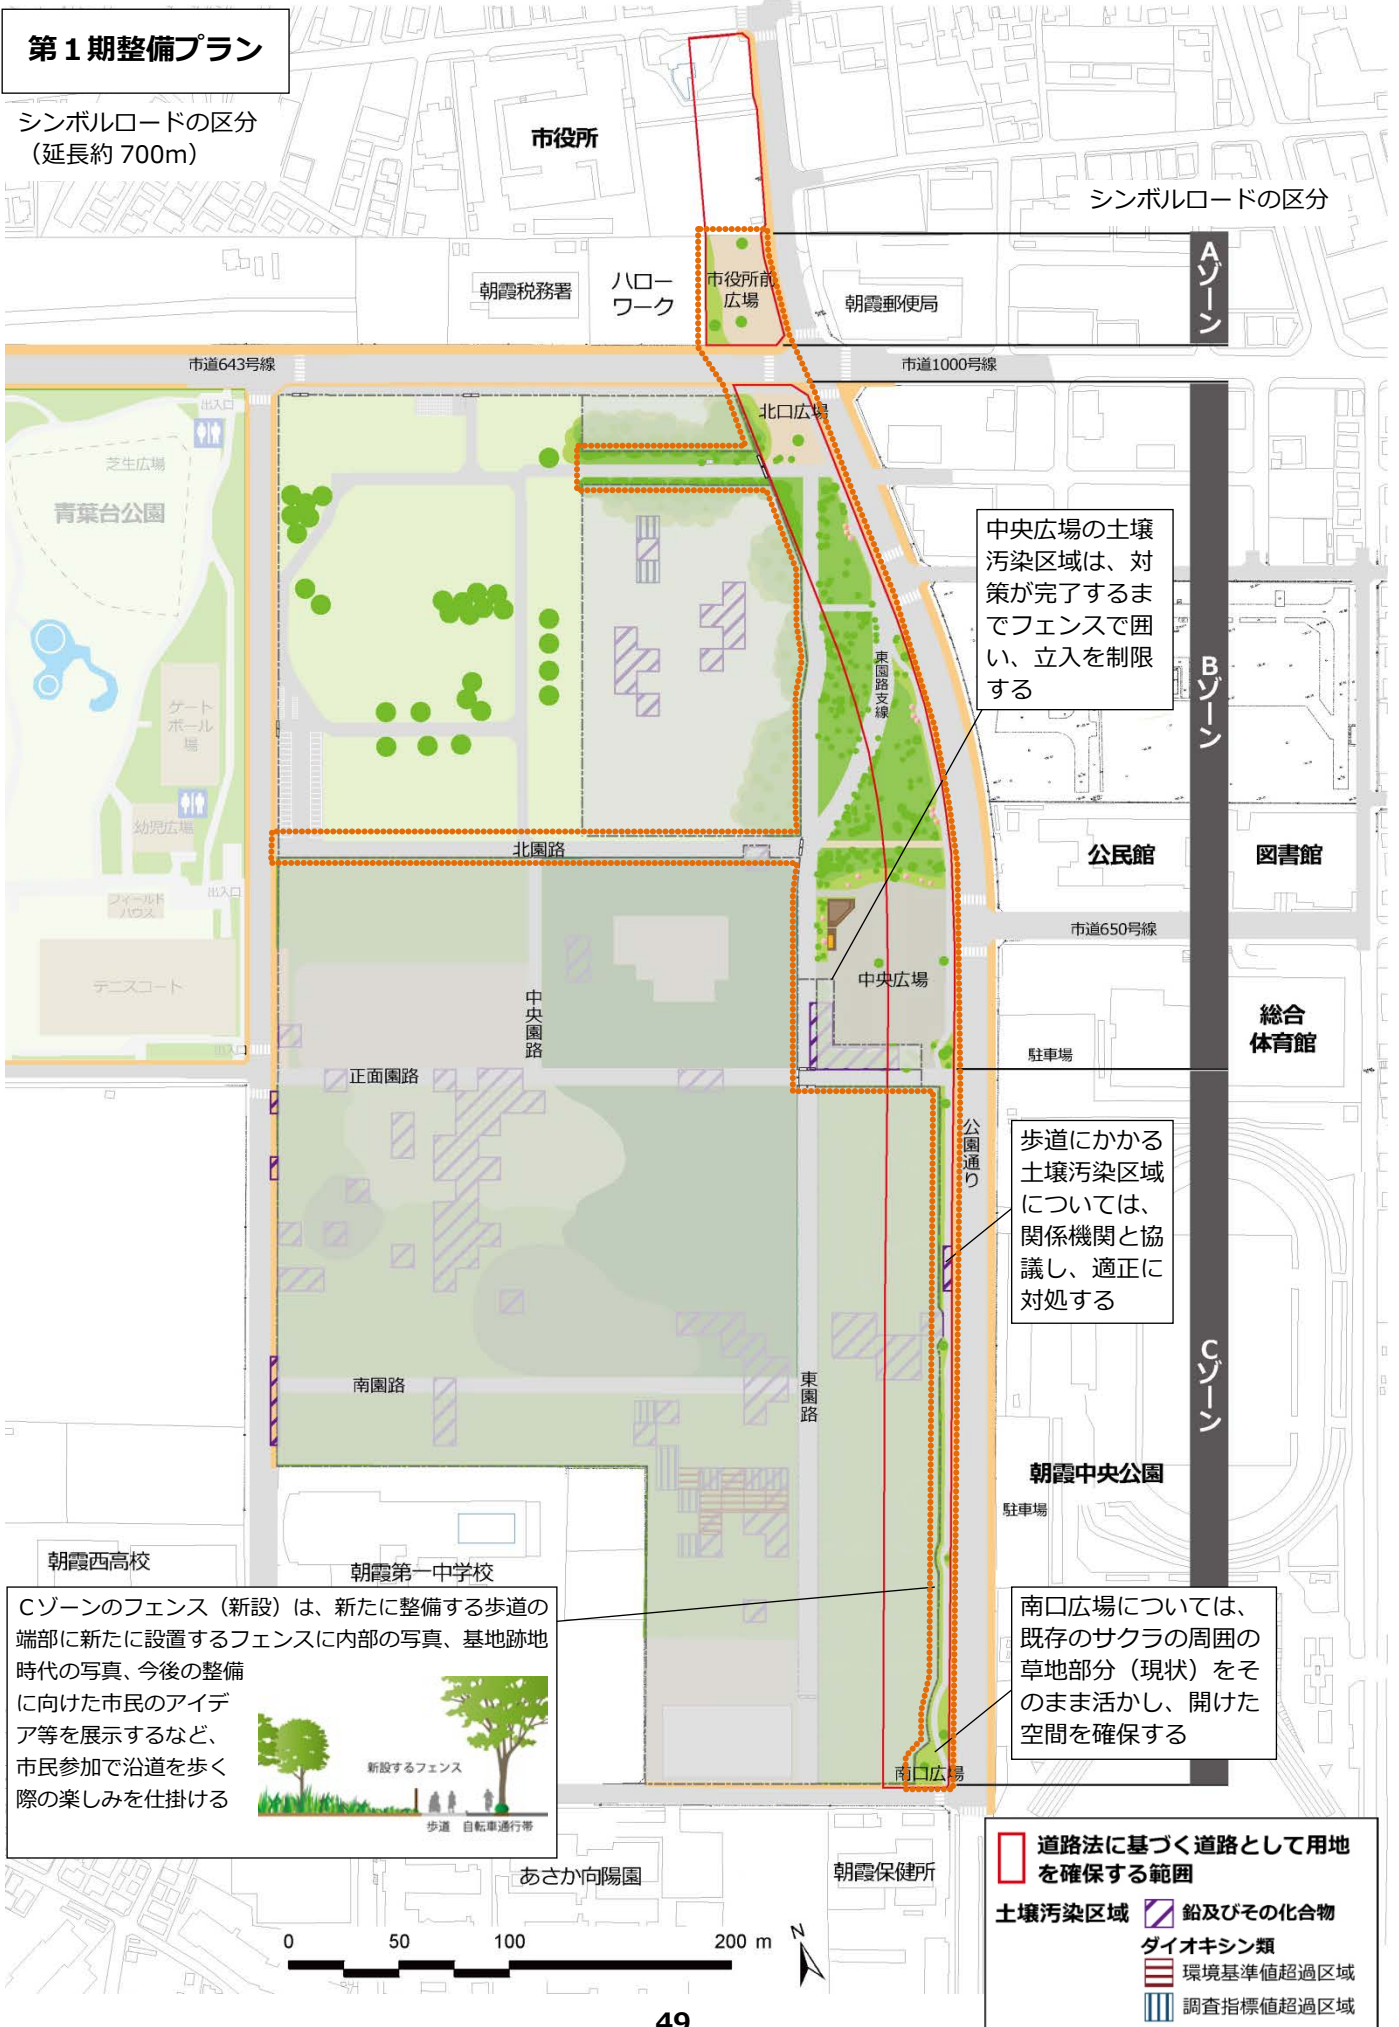 第１期整備プラン
シンボルロードの区分
（延長約 700m）
市役所
シンボルロードの区分
Aゾーン
朝霞税務署
ハロー
ワーク
市役所前
広場
朝霞郵便局
市道643号線
市道1000号線
出入口
北口広場
芝生広場
青葉台公園
中央広場の土壌
汚染区域は、対
策が完了するま
でフェンスで囲
い、立入を制限
する
東園路支線
Bゾーン
ゲート
ボール
場
幼児広場
北園路
公民館
図書館
出入口
フィールド
ハウス
市道650号線
テニスコート
中央広場
中央園路
総合
体育館
出入口
駐車場
正面園路
公園通り
歩道にかかる
土壌汚染区域
については、
関係機関と協
議し、適正に
対処する
Cゾーン
南園路
東園路
朝霞中央公園
駐車場
朝霞西高校
朝霞第一中学校
Ｃゾーンのフェンス（新設）は、新たに整備する歩道の
端部に新たに設置するフェンスに内部の写真、基地跡地
時代の写真、今後の整備
に向けた市民のアイデ
ア等を展示するなど、
市民参加で沿道を歩く
際の楽しみを仕掛ける
新設するフェンス
歩道 自転車通行帯
南口広場については、
既存のサクラの周囲の
草地部分（現状）をそ
のまま活かし、開けた
空間を確保する
南口広場
あさか向陽園
朝霞保健所
道路法に基づく道路として用地
を確保する範囲
土壌汚染区域 鉛及びその化合物
ダイオキシン類
環境基準値超過区域
調査指標値超過区域
0 50 100 200 m
N
49